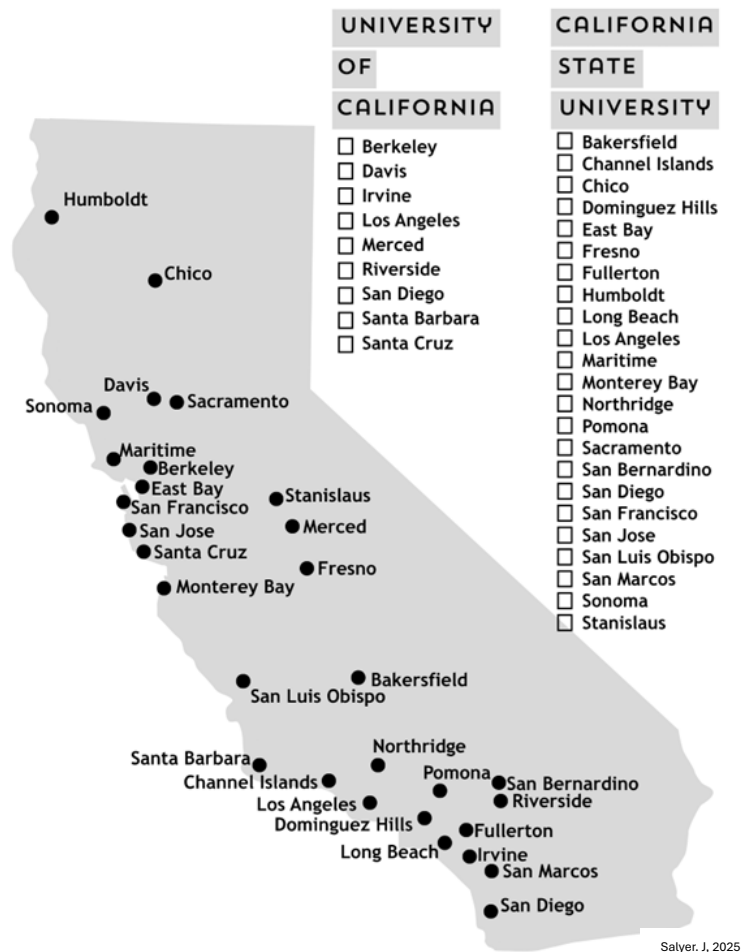 UNIVERSITY
OF
CALIFORNIA
Berkeley
Davis
Irvine
Los Angeles
Merced
Riverside
San Diego
Santa Barbara
Santa Cruz
CALIFORNIA
STATE
UNIVERSITY
Bakersfield
Channel Islands
Chico
Dominguez Hills
East Bay
Fresno
Fullerton
Humboldt
Long Beach
Los Angeles
Maritime
Monterey Bay
Northridge
Pomona
Sacramento
San Bernardino
San Diego
San Francisco
San Jose
San Luis Obispo
San Marcos
Sonoma
Stanislaus
Humboldt
Chico
Davis
Sacramento
Sonoma
Maritime
Berkeley
East Bay
San Francisco
Stanislaus
San Jose
Merced
Santa Cruz
Fresno
Monterey Bay
Bakersfield
San Luis Obispo
Northridge
Santa Barbara
Pomona
Channel Islands
San Bernardino
Los Angeles
Riverside
Dominguez Hills
Fullerton
Long Beach
Irvine
San Marcos
San Diego
Salyer. J, 2025